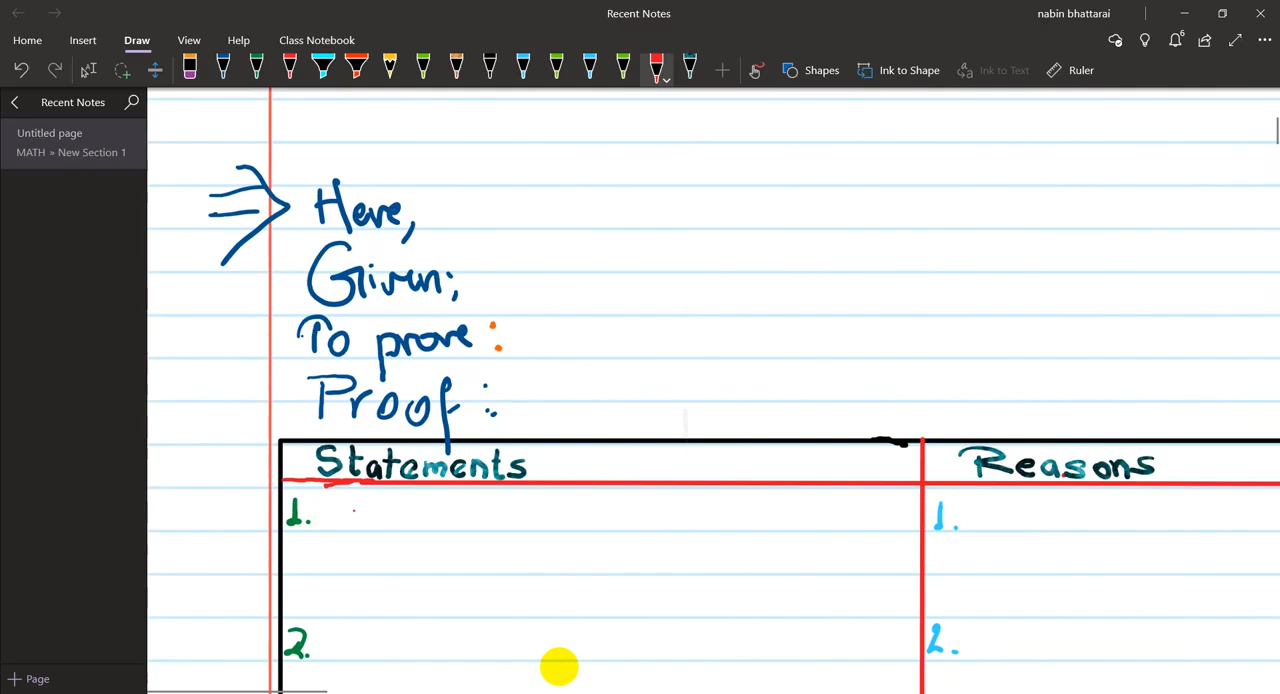 Recent Notes
nabin bhattarai
Home Insert Draw View Help Class Notebook
6
Shapes Ink to Shape Ink to Text Ruler
Recent Notes
Untitled page
MATH » New Section 1
Here,
Given;
To prove:
Proof:
Statements Reasons
1. 1.
2. 2.
Page